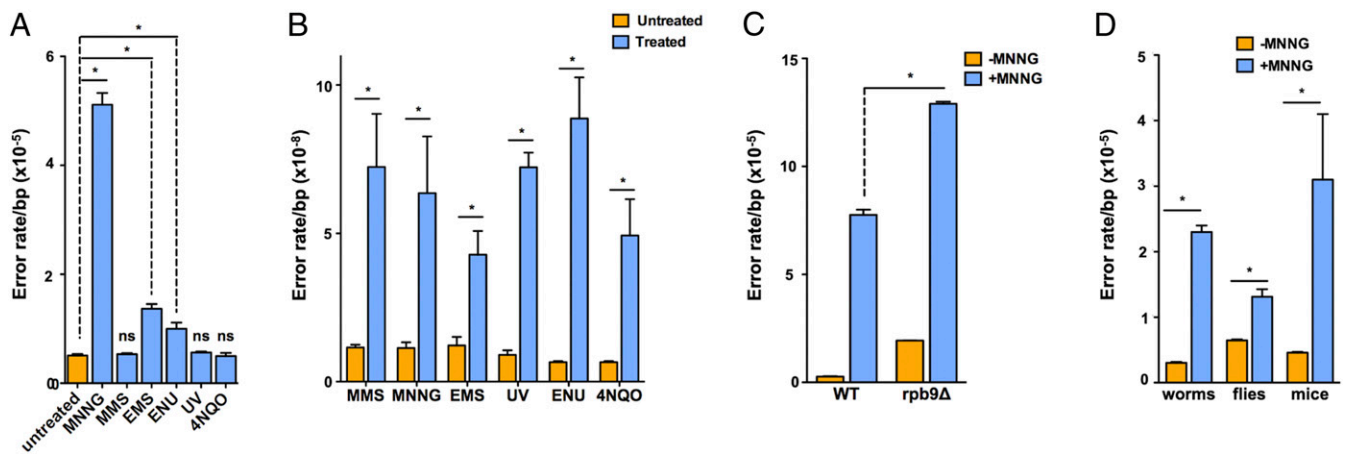 A
Error rate/bp (x10⁻⁵)
6
4
2
0
0
*
*
*
ns
ns
ns
untreated
MNNG
MMS
EMS
ENU
UV
4NQO
B
Untreated
Treated
Error rate/bp (x10⁻⁸)
10
5
0
*
*
*
*
*
*
MMS
MNNG
EMS
UV
ENU
4NQO
C
-MNNG
+MNNG
Error rate/bp (x10⁻⁵)
15
10
5
0
*
WT
rpb9Δ
D
-MNNG
+MNNG
Error rate/bp (x10⁻⁵)
5
4
3
2
1
0
*
*
*
worms
flies
mice